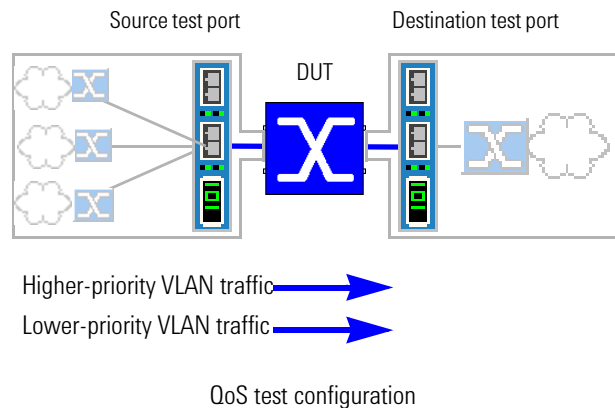 Source test port
Destination test port
DUT
Higher-priority VLAN traffic
Lower-priority VLAN traffic
QoS test configuration